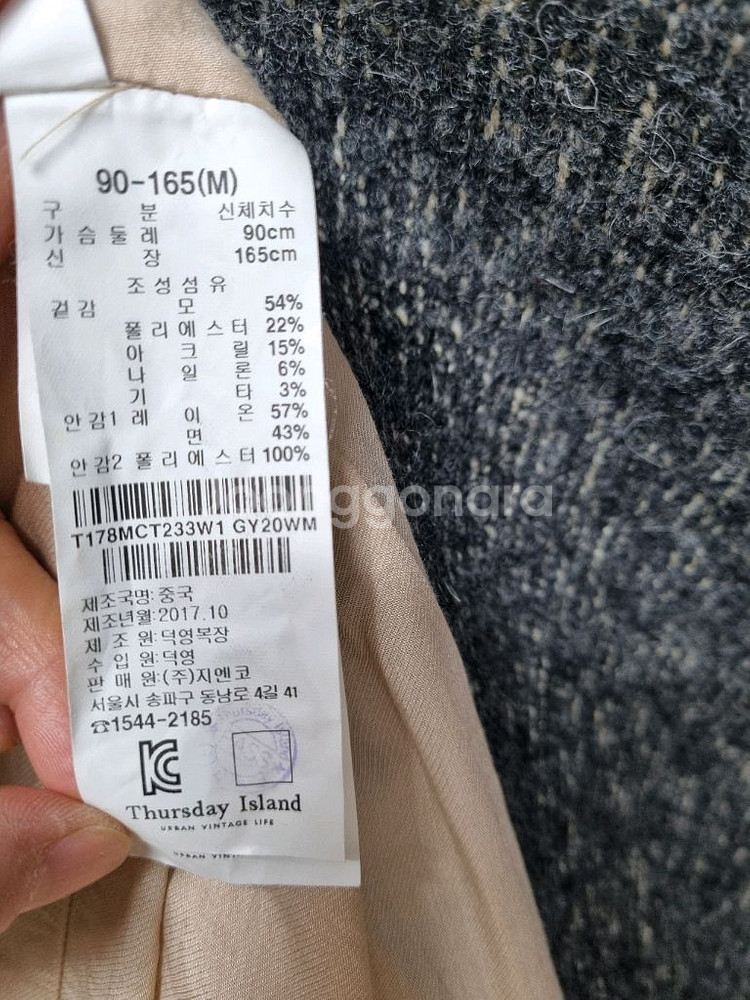 90-165(M)
구 분 신체치수
가슴둘레 90cm
신 장 165cm
조성섬유
겉감 모 54%
폴리에스터 22%
아 크 릴 15%
나 일 론 6%
기 타 3%
안감1 레 이 온 57%
면 43%
안감2 폴리에스터 100%
T178MCT233W1 GY20WM
제조국명:중국
제조년월:2017.10
제 조 원:덕영복장
수 입 원:덕영
판 매 원:(주)지엔코
서울시 송파구 동남로 4길 41
☎1544-2185
Thursday Island
URBAN VINTAGE LIFE